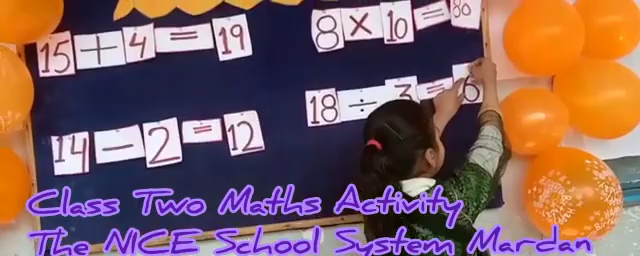 15 + 4 = 19
8 × 10 = 80
14 - 2 = 12
18 ÷ 3 = 6
Class Two Maths Activity
The NICE School System Mardan